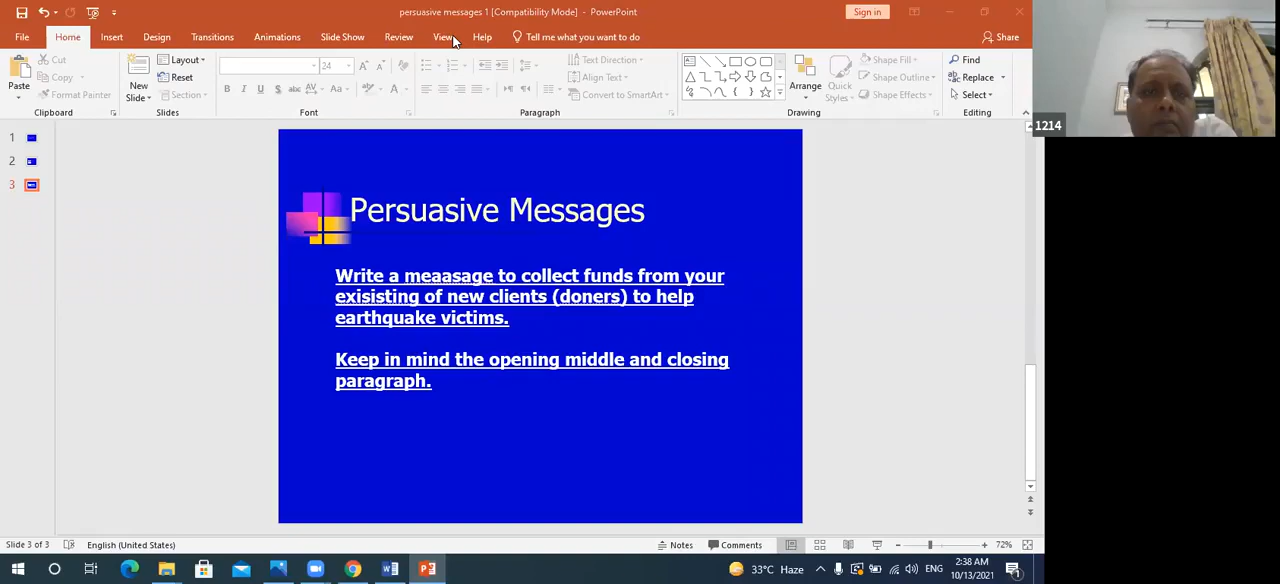 persuasive messages 1 [Compatibility Mode] - PowerPoint
Sign in
File Home Insert Design Transitions Animations Slide Show Review View Help Tell me what you want to do Share
Paste Cut Copy Format Painter Clipboard
New Slide Layout Reset Section Slides
24 Font
Text Direction Align Text Convert to SmartArt Paragraph
Arrange Quick Styles Shape Fill Shape Outline Shape Effects Drawing
Find Replace Select Editing
1214
1
2
3
Persuasive Messages
Write a meaasage to collect funds from your
exisisting of new clients (doners) to help
earthquake victims.
Keep in mind the opening middle and closing
paragraph.
Slide 3 of 3 English (United States) Notes Comments 72%
33°C Haze ENG 2:38 AM
10/13/2021